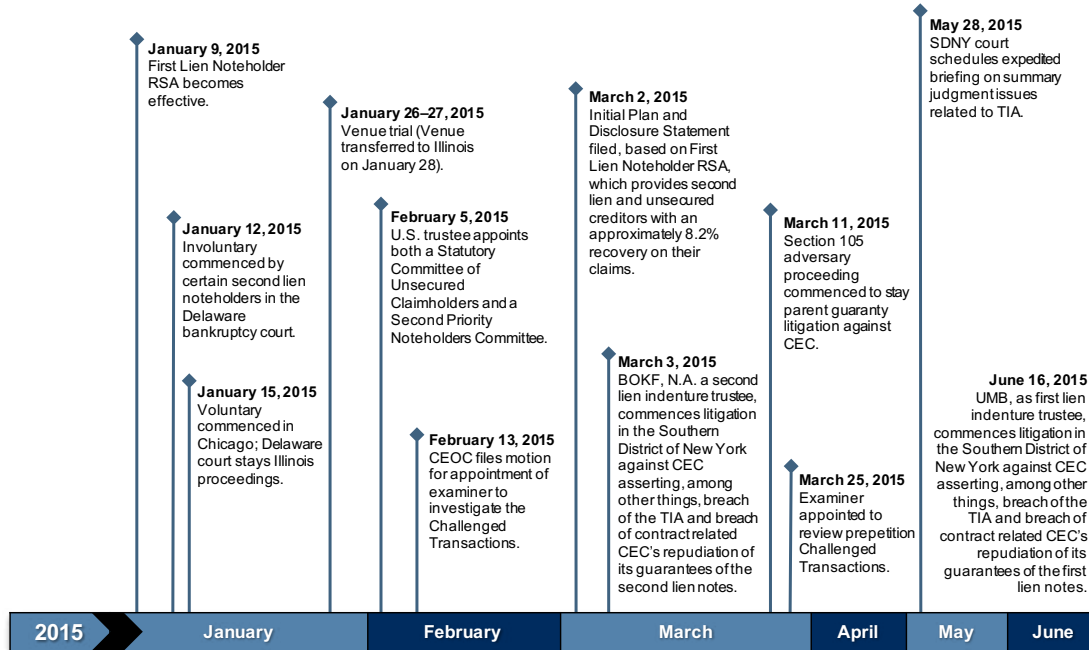 January 9, 2015
First Lien Noteholder
RSA becomes
effective.
January 12, 2015
Involuntary
commenced by
certain second lien
noteholders in the
Delaware
bankruptcy court.
January 15, 2015
Voluntary
commenced in
Chicago; Delaware
court stays Illinois
proceedings.
January 26–27, 2015
Venue trial (Venue
transferred to Illinois
on January 28).
February 5, 2015
U.S. trustee appoints
both a Statutory
Committee of
Unsecured
Claimholders and a
Second Priority
Noteholders Committee.
February 13, 2015
CEOC files motion
for appointment of
examiner to
investigate the
Challenged
Transactions.
March 2, 2015
Initial Plan and
Disclosure Statement
filed, based on First
Lien Noteholder RSA,
which provides second
lien and unsecured
creditors with an
approximately 8.2%
recovery on their
claims.
March 3, 2015
BOKF, N.A. a second
lien indenture trustee,
commences litigation
in the Southern
District of New York
against CEC
asserting, among
other things, breach
of the TIA and breach
of contract related
CEC's repudiation of
its guarantees of the
second lien notes.
March 11, 2015
Section 105
adversary
proceeding
commenced to stay
parent guaranty
litigation against
CEC.
March 25, 2015
Examiner
appointed to
review prepetition
Challenged
Transactions.
May 28, 2015
SDNY court
schedules expedited
briefing on summary
judgment issues
related to TIA.
June 16, 2015
UMB, as first lien
indenture trustee,
commences litigation in
the Southern District of
New York against CEC
asserting, among other
things, breach of the
TIA and breach of
contract related CEC's
repudiation of its
guarantees of the first
lien notes.
2015
January
February
March
April
May
June